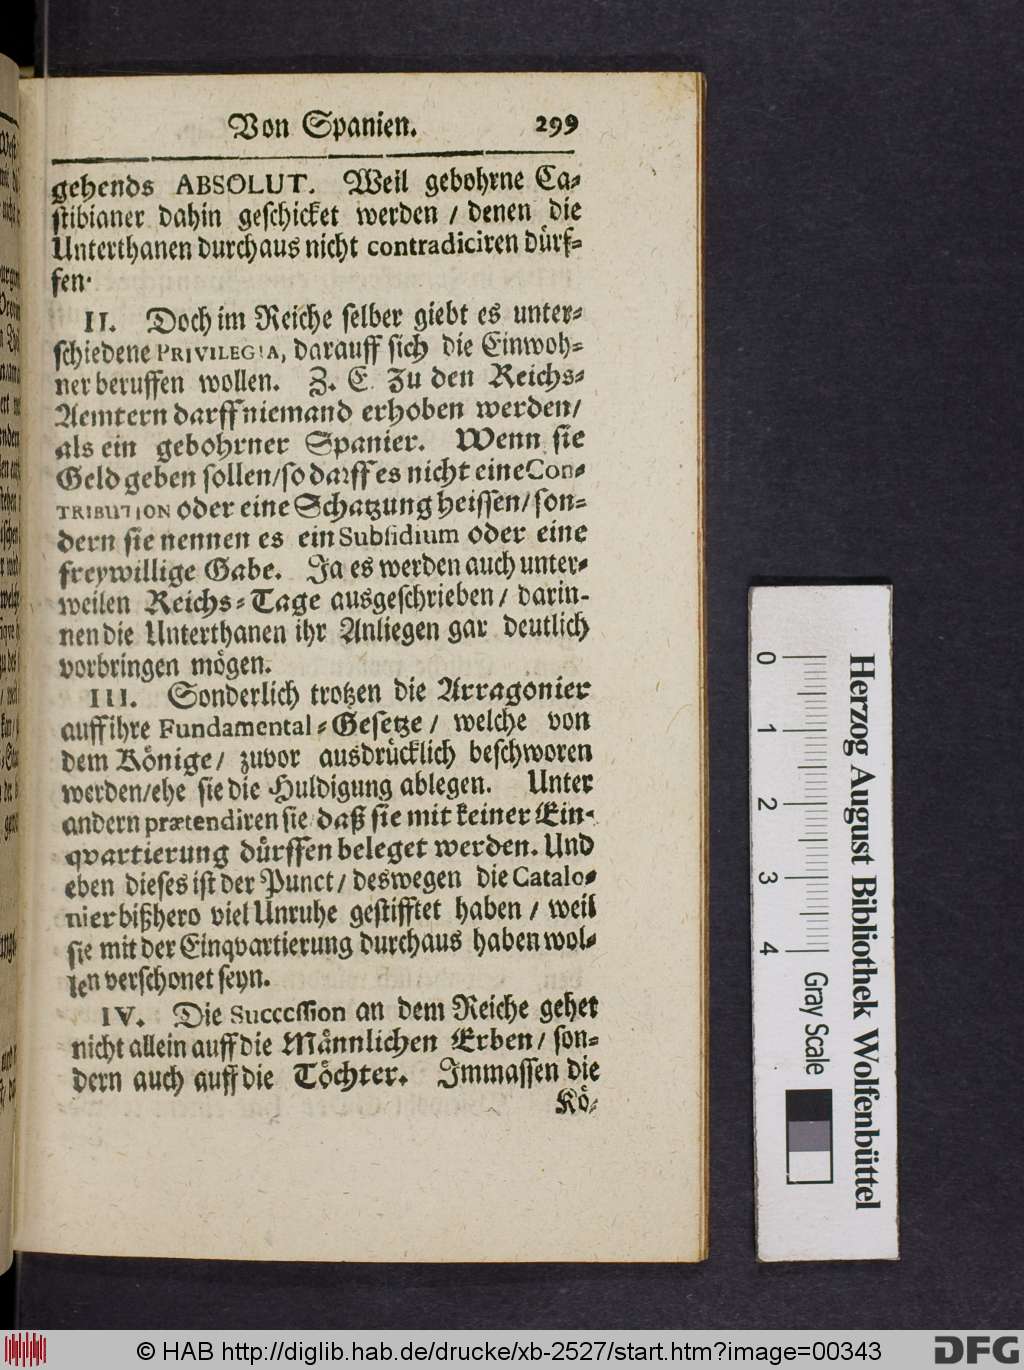 Von Spanien. 299
gehends ABSOLUT. Weil gebohrne Ca-
stibianer dahin geschicket werden / denen die
Unterthanen durchaus nicht contradiciren dürf-
fen.
II. Doch im Reiche selber giebt es unter-
schiedene PRIVILEGIA, darauff sich die Einwoh-
ner beruffen wollen. Z. E. Zu den Reichs-
Aemtern darff niemand erhoben werden/
als ein gebohrner Spanier. Wenn sie
Geld geben sollen/so darff es nicht eine Con-
TRIBUTION oder eine Schatzung heissen/ son-
dern sie nennen es ein Subsidium oder eine
freywillige Gabe. Ja es werden auch unter-
weilen Reichs-Tage ausgeschrieben/ darin-
nen die Unterthanen ihr Anliegen gar deutlich
vorbringen mögen.
III. Sonderlich trotzen die Arragonier
auff ihre Fundamental-Gesetze/ welche von
dem Könige/ zuvor ausdrücklich beschworen
werden/ehe sie die Huldigung ablegen. Unter
andern prætendiren sie daß sie mit keiner Ein-
qvartierung dürffen beleget werden. Und
eben dieses ist der Punct/ deswegen die Catalo-
nier bißhero viel Unruhe gestifftet haben / weil
sie mit der Einqvartierung durchaus haben wol-
len verschonet seyn.
IV. Die Succession an dem Reiche gehet
nicht allein auff die Männlichen Erben/ son-
dern auch auff die Töchter. Immassen die
Kö-
0 1 2 3 4
Gray Scale
Herzog August Bibliothek Wolfenbüttel
© HAB http://diglib.hab.de/drucke/xb-2527/start.htm?image=00343
DFG